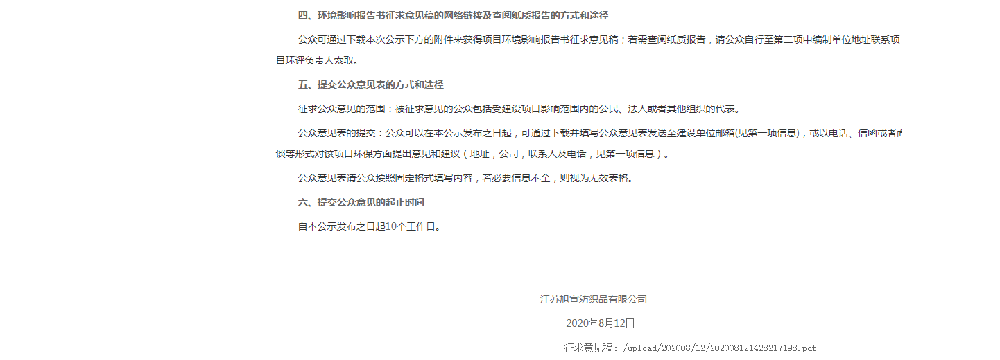 四、环境影响报告书征求意见稿的网络链接及查阅纸质报告的方式和途径
公众可通过下载本次公示下方的附件来获得项目环境影响报告书征求意见稿；若需查阅纸质报告，请公众自行至第二项中编制单位地址联系项
目环评负责人索取。
五、提交公众意见表的方式和途径
征求公众意见的范围：被征求意见的公众包括受建设项目影响范围内的公民、法人或者其他组织的代表。
公众意见表的提交：公众可以在本公示发布之日起，可通过下载并填写公众意见表发送至建设单位邮箱(见第一项信息)，或以电话、信函或者面
谈等形式对该项目环保方面提出意见和建议（地址，公司，联系人及电话，见第一项信息）。
公众意见表请公众按照固定格式填写内容，若必要信息不全，则视为无效表格。
六、提交公众意见的起止时间
自本公示发布之日起10个工作日。
江苏旭宣纺织品有限公司
2020年8月12日
征求意见稿：/upload/202008/12/202008121428217198.pdf